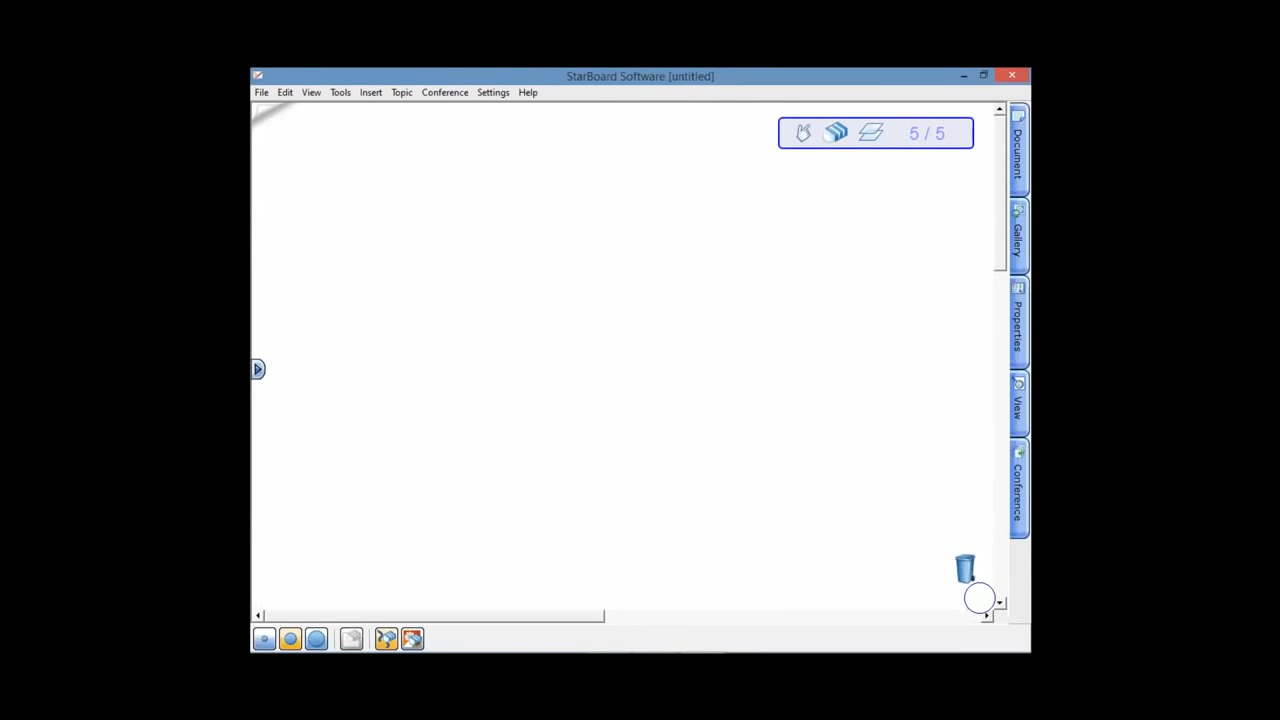 StarBoard Software [untitled]
File Edit View Tools Insert Topic Conference Settings Help
5 / 5
Document
Gallery
Properties
View
Conference